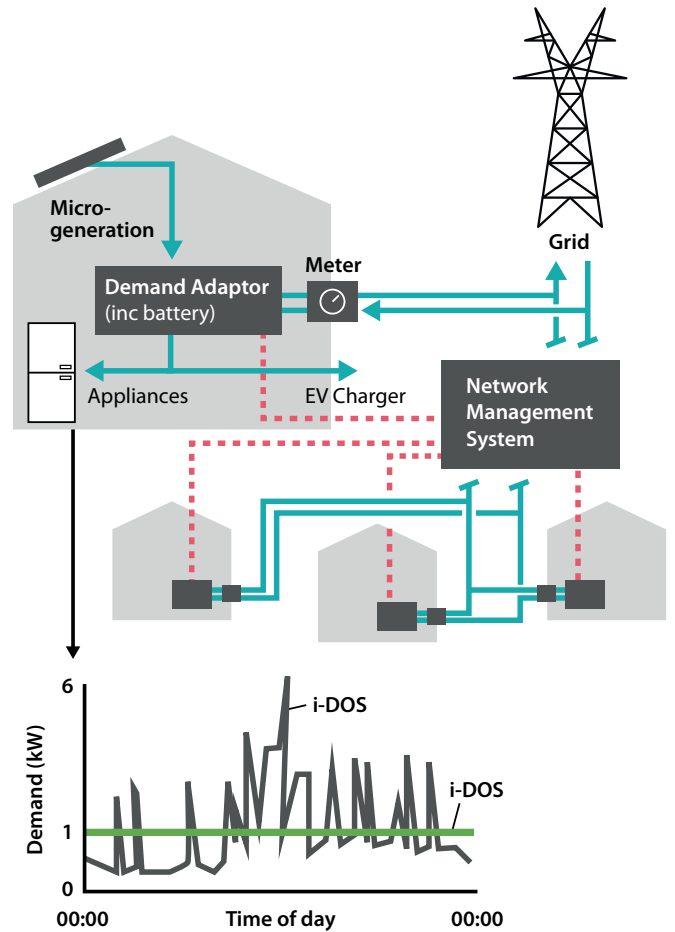 Micro-
generation
Grid
Meter
Demand Adaptor
(inc battery)
Appliances
EV Charger
Network
Management
System
6
i-DOS
i-DOS
Demand (kW)
1
0
00:00
Time of day
00:00